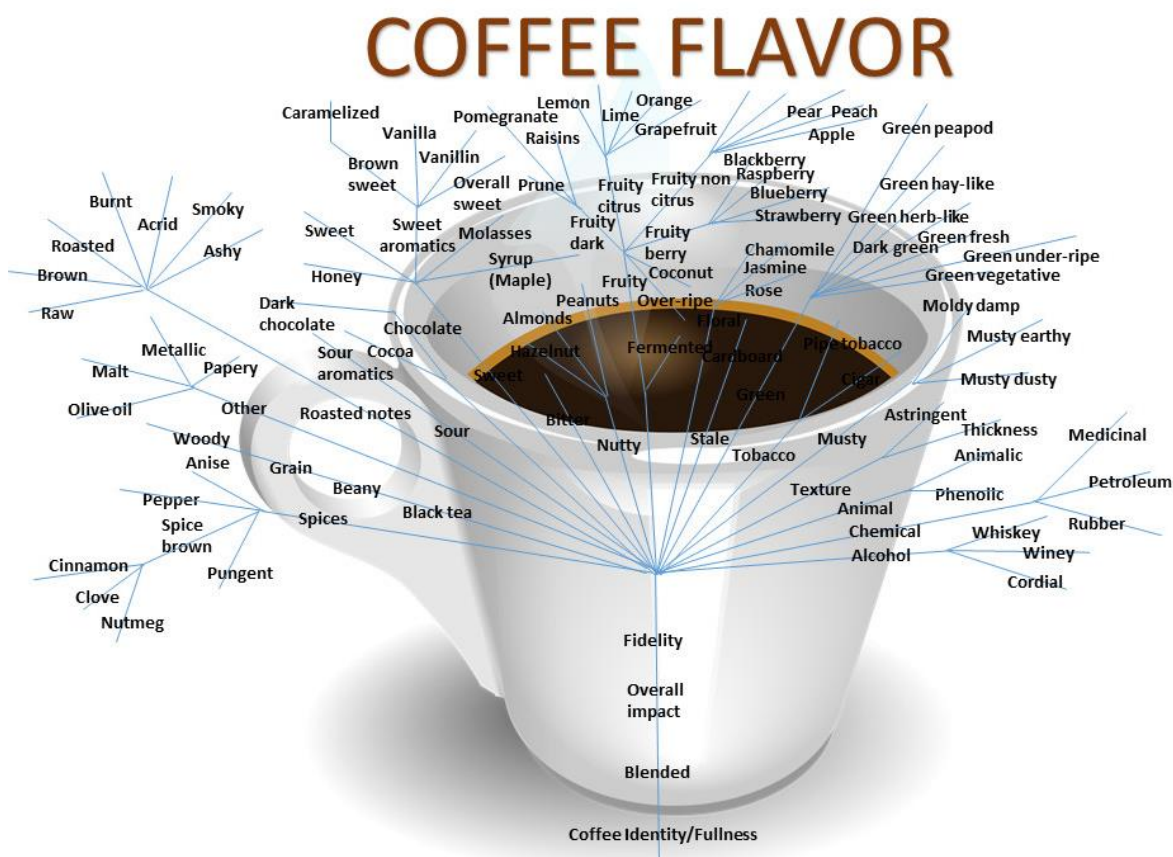 COFFEE FLAVOR
Caramelized
Vanilla
Pomegranate
Lemon
Lime
Orange
Grapefruit
Pear
Peach
Apple
Green peapod
Brown
sweet
Vanillin
Raisins
Overall
sweet
Prune
Fruity
citrus
Fruity non
citrus
Blackberry
Raspberry
Blueberry
Strawberry
Green hay-like
Green herb-like
Dark green
Green fresh
Green under-ripe
Green vegetative
Burnt
Acrid
Smoky
Roasted
Ashy
Brown
Raw
Sweet
Sweet
aromatics
Molasses
Honey
Syrup
(Maple)
Fruity
dark
Fruity
berry
Fruity
Coconut
Over-ripe
Chamomile
Jasmine
Rose
Floral
Moldy damp
Musty earthy
Musty dusty
Dark
chocolate
Chocolate
Peanuts
Almonds
Hazelnut
Fermented
Cardboard
Pipe tobacco
Cigar
Green
Metallic
Papery
Malt
Olive oil
Other
Sour
aromatics
Cocoa
Sweet
Roasted notes
Sour
Bitter
Nutty
Stale
Tobacco
Musty
Astringent
Thickness
Animalic
Medicinal
Petroleum
Rubber
Woody
Anise
Grain
Beany
Black tea
Texture
Animal
Phenolic
Chemical
Alcohol
Whiskey
Winey
Cordial
Pepper
Spice
brown
Spices
Pungent
Cinnamon
Clove
Nutmeg
Fidelity
Overall
impact
Blended
Coffee Identity/Fullness